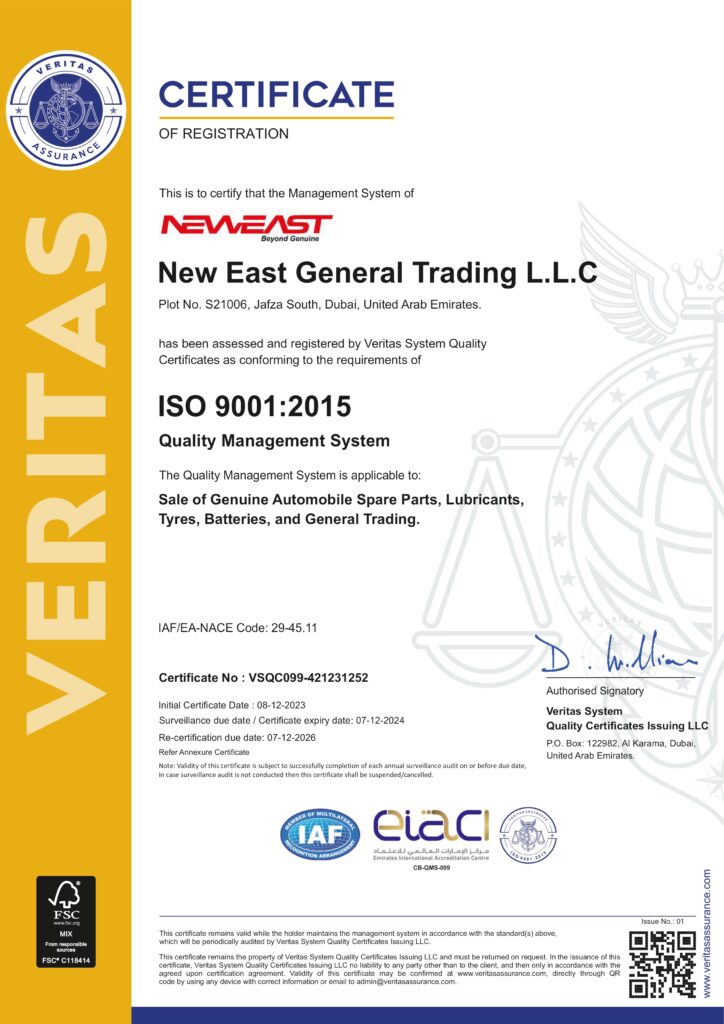 VERITAS
ASSURANCE
VERITAS
CERTIFICATE
OF REGISTRATION
This is to certify that the Management System of
NEWEAST
Beyond Genuine
New East General Trading L.L.C
Plot No. S21006, Jafza South, Dubai, United Arab Emirates.
has been assessed and registered by Veritas System Quality
Certificates as conforming to the requirements of
ISO 9001:2015
Quality Management System
The Quality Management System is applicable to:
Sale of Genuine Automobile Spare Parts, Lubricants,
Tyres, Batteries, and General Trading.
IAF/EA-NACE Code: 29-45.11
Certificate No : VSQC099-421231252
Initial Certificate Date : 08-12-2023
Surveillance due date / Certificate expiry date: 07-12-2024
Re-certification due date: 07-12-2026
Refer Annexure Certificate
Note: Validity of this certificate is subject to successfully completion of each annual surveillance audit on or before due date,
In case surveillance audit is not conducted then this certificate shall be suspended/cancelled.
VERITAS
D. William
Authorised Signatory
Veritas System
Quality Certificates Issuing LLC
P.O. Box: 122982, Al Karama, Dubai,
United Arab Emirates.
MEMBER OF MULTILATERAL
IAF
RECOGNITION ARRANGEMENT
eiaci
مركز الإمارات العالمي للاعتماد
Emirates International Accreditation Centre
CB-QMS-099
VERITAS ASSURANCE
ISO 9001:2015
FSC
www.fsc.org
MIX
From responsible
sources
FSC® C118414
Issue No.: 01
This certificate remains valid while the holder maintains the management system in accordance with the standard(s) above,
which will be periodically audited by Veritas System Quality Certificates Issuing LLC.
This certificate remains the property of Veritas System Quality Certificates Issuing LLC and must be returned on request. In the issuance of this
certificate, Veritas System Quality Certificates Issuing LLC no liability to any party other than to the client, and then only in accordance with the
agreed upon certification agreement. Validity of this certificate may be confirmed at www.veritasassurance.com, directly through QR
code by using any device with correct information or email to admin@veritasassurance.com.
www.veritasassurance.com